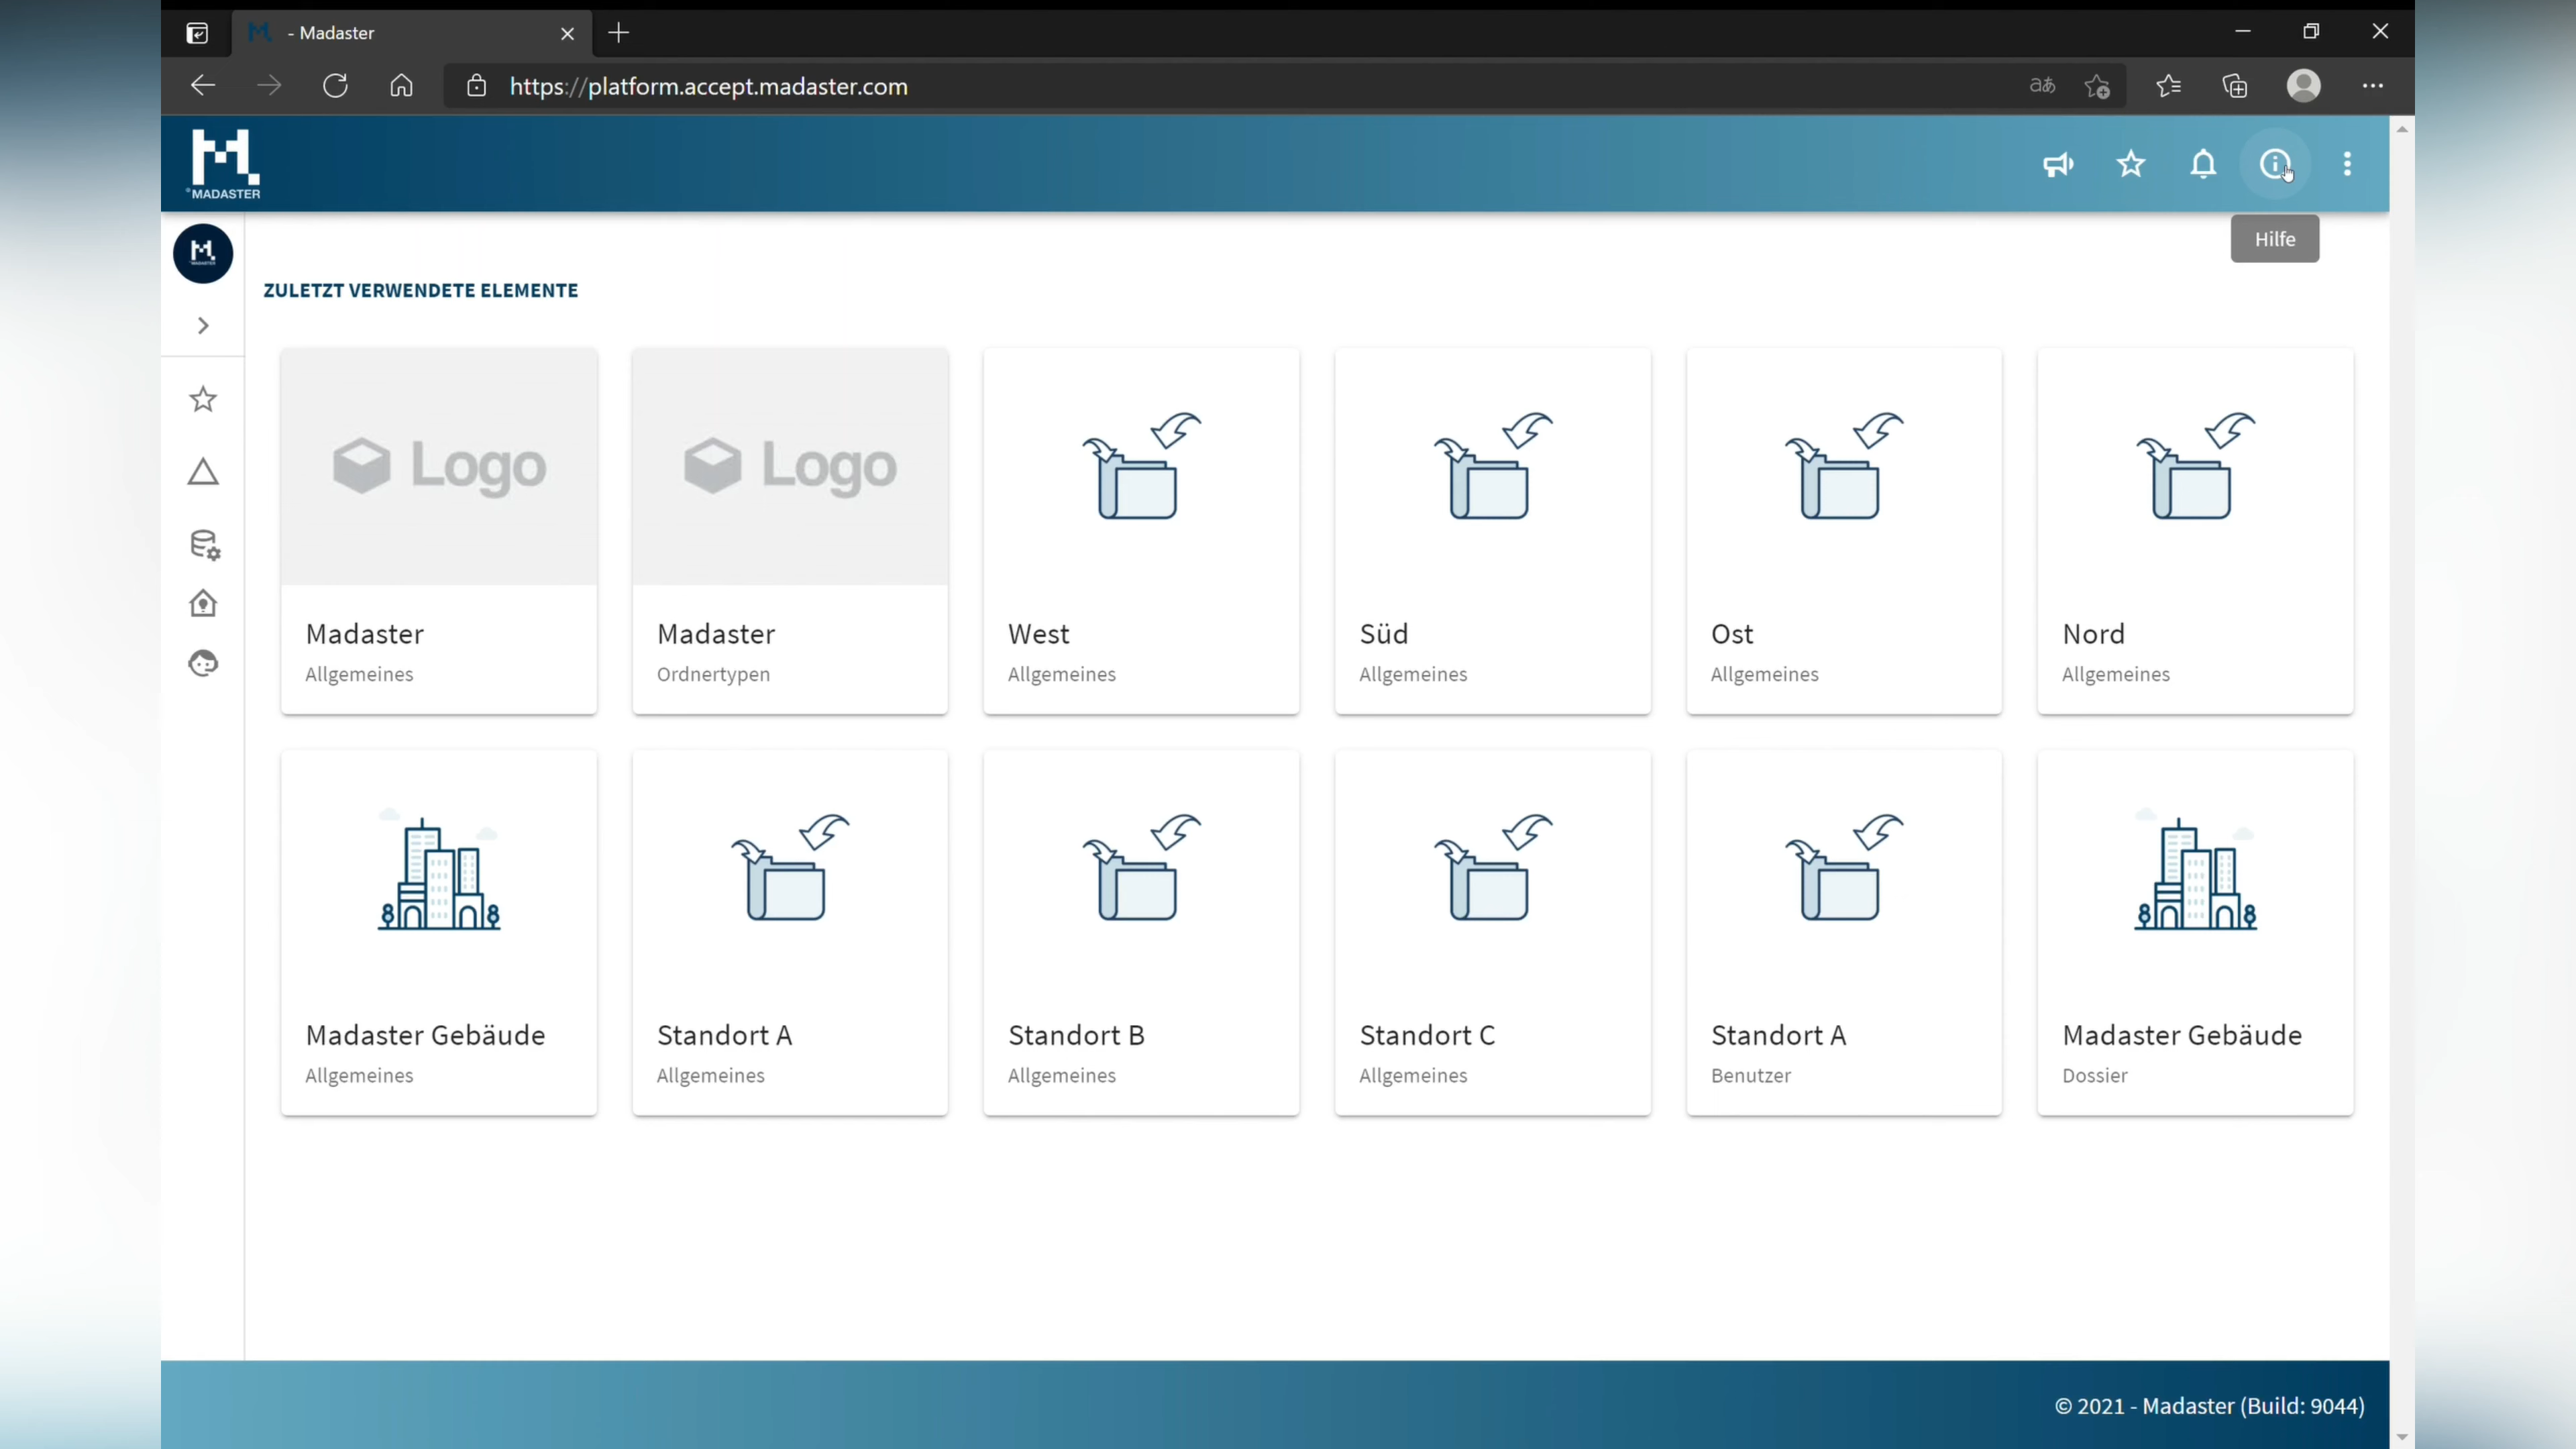 - Madaster
https://platform.accept.madaster.com
aあ
M.
MADASTER
M.
Hilfe
ZULETZT VERWENDETE ELEMENTE
Logo
Logo
Madaster
Allgemeines
Madaster
Ordnertypen
West
Allgemeines
Süd
Allgemeines
Ost
Allgemeines
Nord
Allgemeines
Madaster Gebäude
Allgemeines
Standort A
Allgemeines
Standort B
Allgemeines
Standort C
Allgemeines
Standort A
Benutzer
Madaster Gebäude
Dossier
© 2021 - Madaster (Build: 9044)